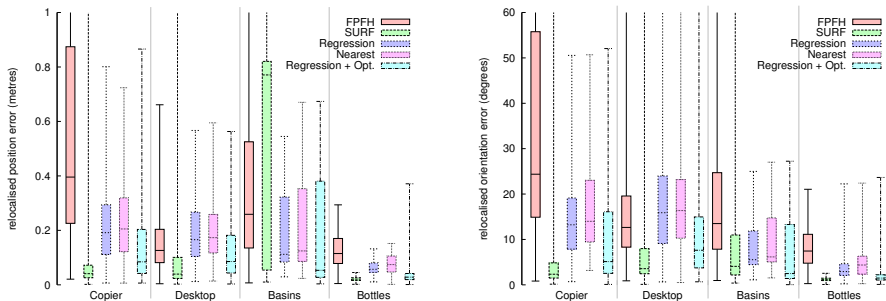 relocalised position error (metres)
1
0.8
0.6
0.4
0.2
0
FPFH
SURF
Regression
Nearest
Regression + Opt.
Copier Desktop Basins Bottles
relocalised orientation error (degrees)
60
50
40
30
20
10
0
FPFH
SURF
Regression
Nearest
Regression + Opt.
Copier Desktop Basins Bottles